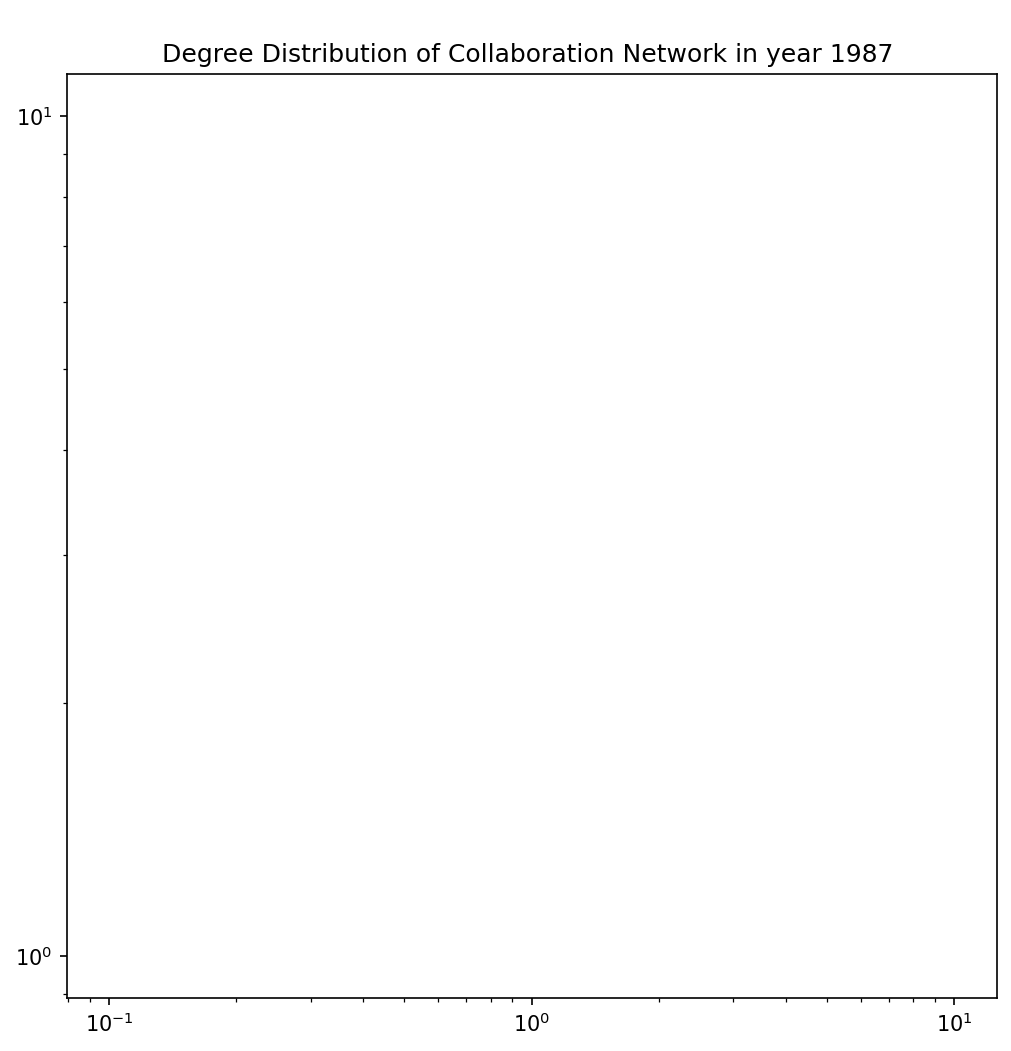 Degree Distribution of Collaboration Network in year 1987
10¹
10⁰
10⁻¹ 10⁰ 10¹